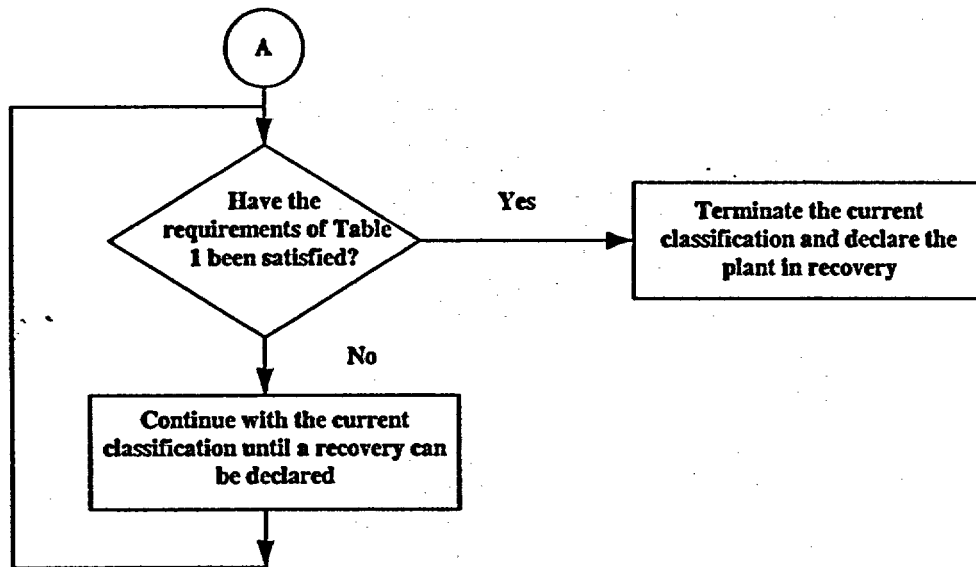 A
Have the
requirements of Table
1 been satisfied?
Yes
Terminate the current
classification and declare the
plant in recovery
No
Continue with the current
classification until a recovery can
be declared